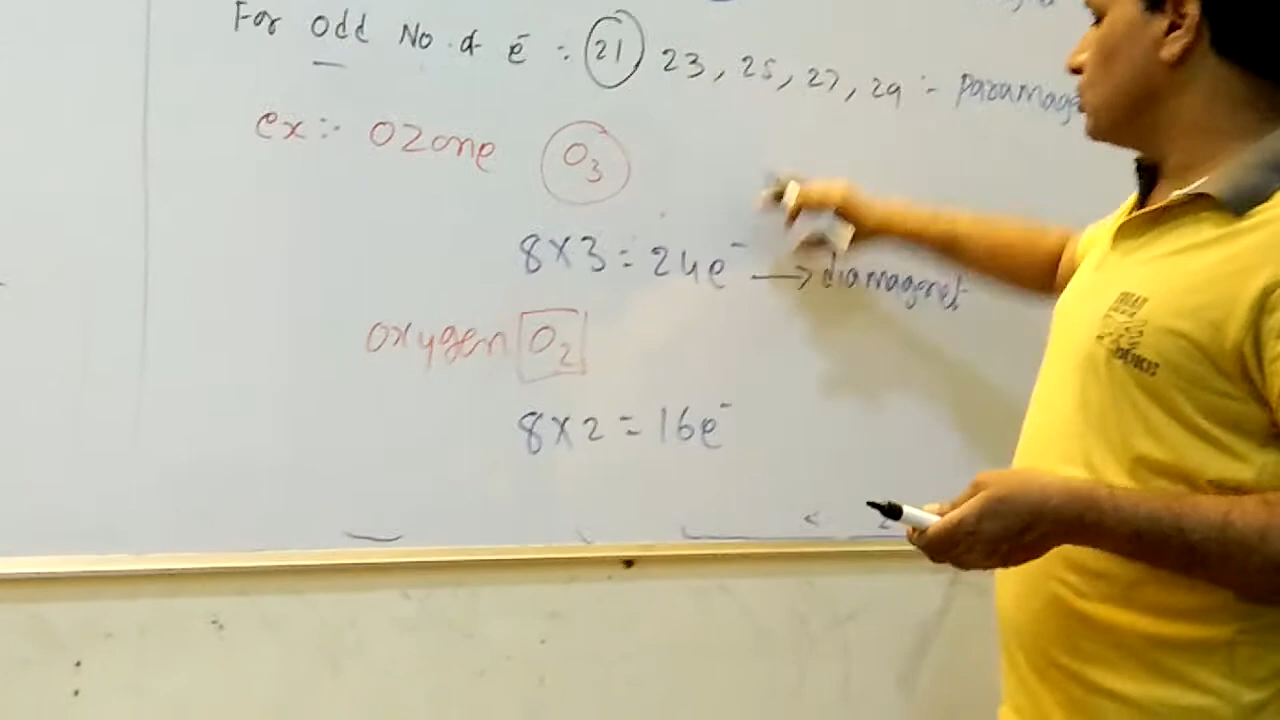 For odd No. of e⁻ : 21 23, 25, 27, 29 :- paramag
ex :- Ozone O₃
8×3 = 24e⁻ → diamagnet
oxygen O₂
8×2 = 16e⁻